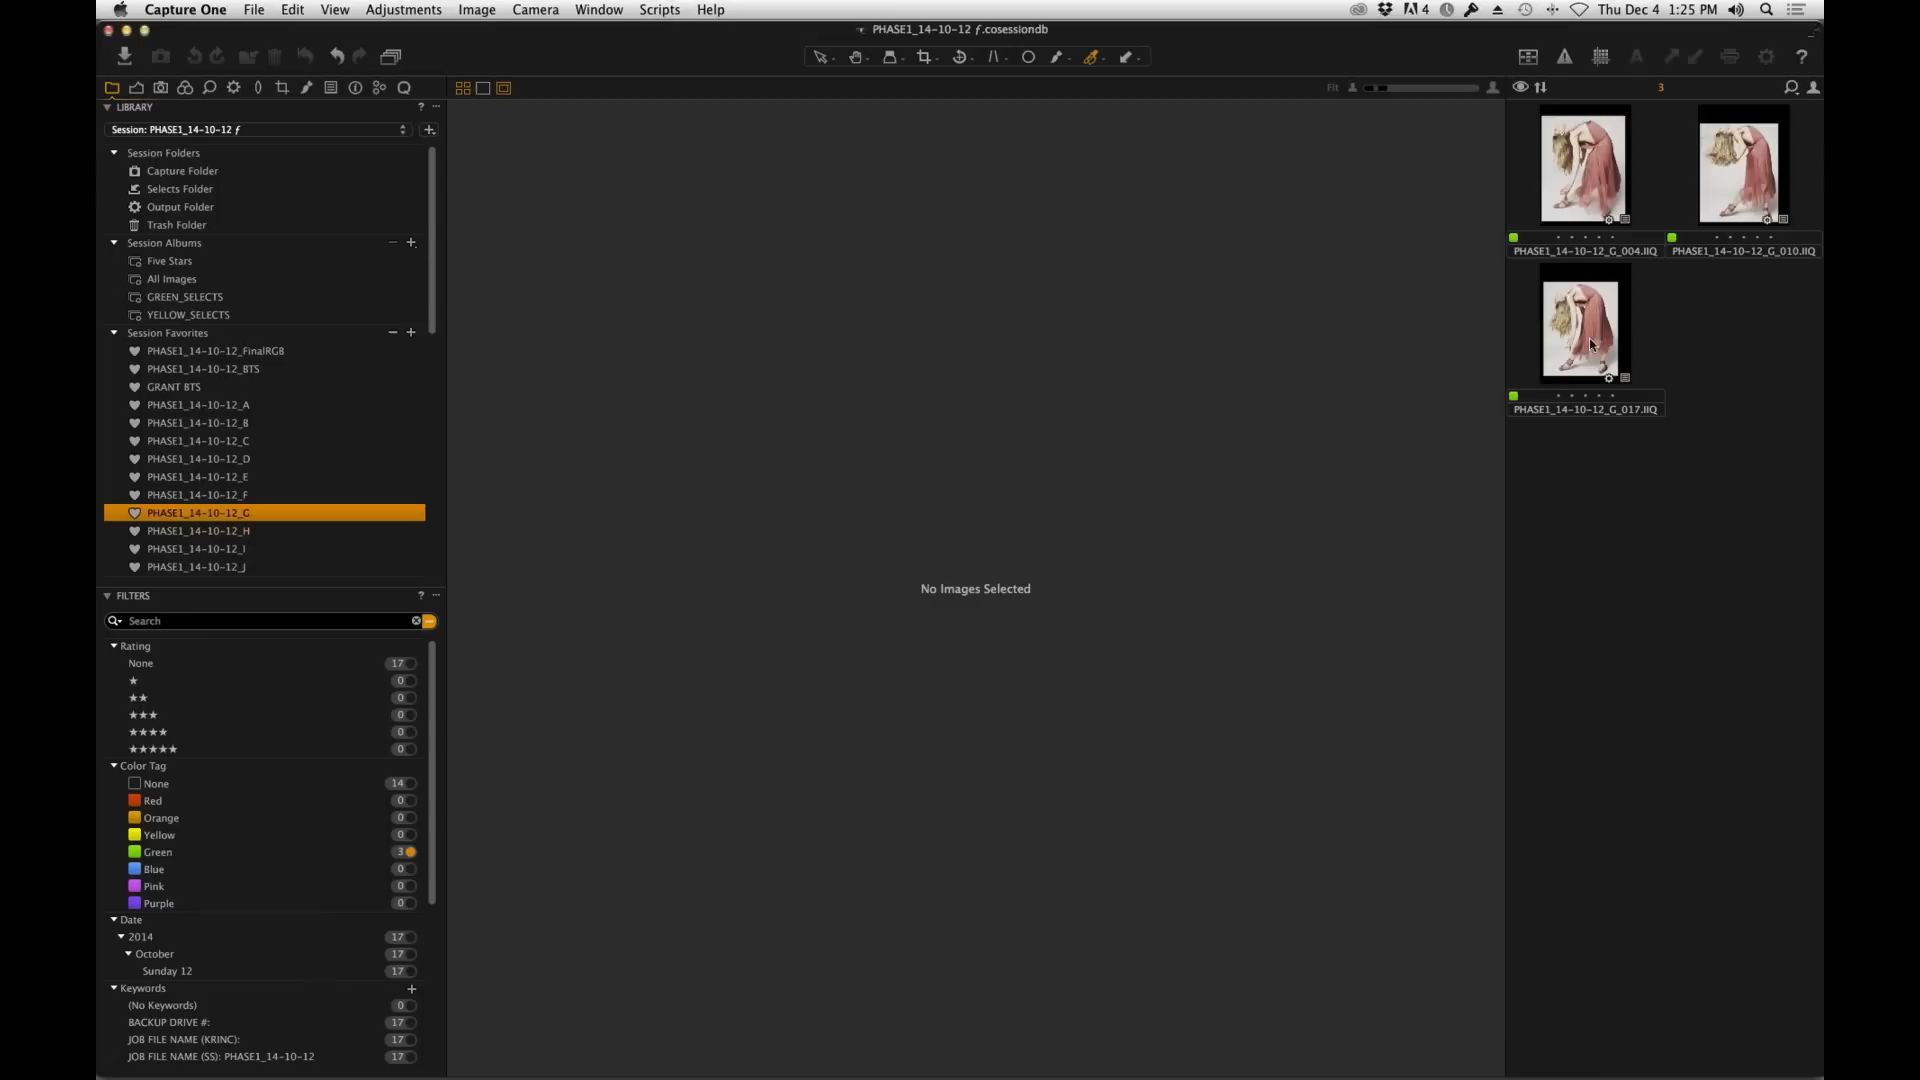 Capture One File Edit View Adjustments Image Camera Window Scripts Help 4 Thu Dec 4 1:25 PM
PHASE1_14-10-12 ƒ.cosessiondb
LIBRARY ? ...
Session: PHASE1_14-10-12 ƒ
Session Folders
Capture Folder
Selects Folder
Output Folder
Trash Folder
Session Albums
Five Stars
All Images
GREEN_SELECTS
YELLOW_SELECTS
Session Favorites
PHASE1_14-10-12_FinalRGB
PHASE1_14-10-12_BTS
GRANT BTS
PHASE1_14-10-12_A
PHASE1_14-10-12_B
PHASE1_14-10-12_C
PHASE1_14-10-12_D
PHASE1_14-10-12_E
PHASE1_14-10-12_F
PHASE1_14-10-12_G
PHASE1_14-10-12_H
PHASE1_14-10-12_I
PHASE1_14-10-12_J
FILTERS ? ...
Search
Rating
None 17
★ 0
★★ 0
★★★ 0
★★★★ 0
★★★★★ 0
Color Tag
None 14
Red 0
Orange 0
Yellow 0
Green 3
Blue 0
Pink 0
Purple 0
Date
2014 17
October 17
Sunday 12 17
Keywords
(No Keywords) 0
BACKUP DRIVE #: 17
JOB FILE NAME (KRINC): 17
JOB FILE NAME (SS): PHASE1_14-10-12 17
Fit
No Images Selected
3
PHASE1_14-10-12_G_004.IIQ
PHASE1_14-10-12_G_010.IIQ
PHASE1_14-10-12_G_017.IIQ